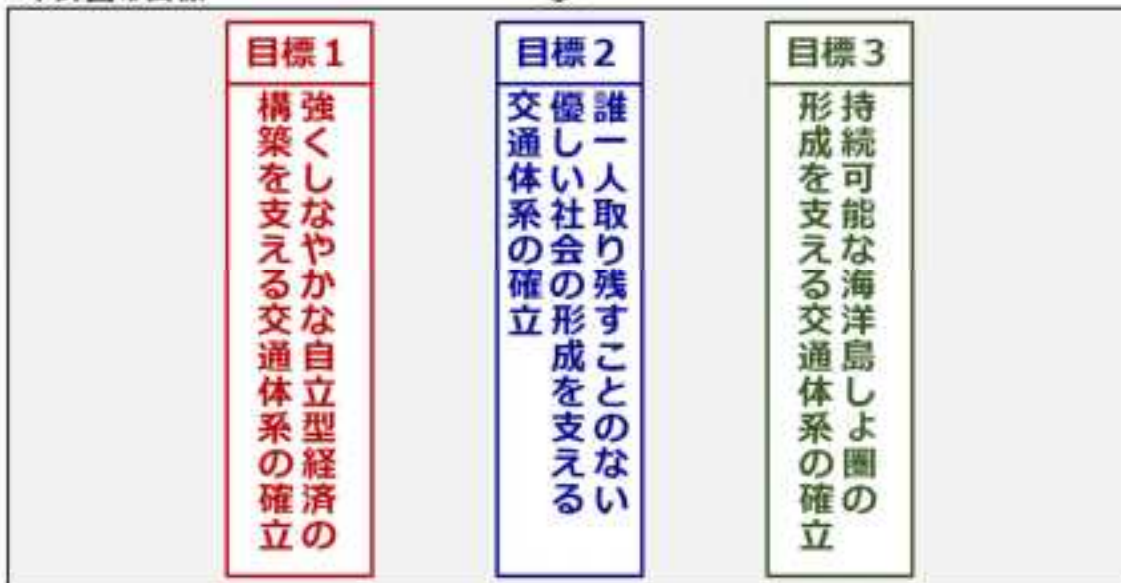 目標1
強くしなやかな自立型経済の
構築を支える交通体系の確立
目標2
誰一人取り残すことのない
優しい社会の形成を支える
交通体系の確立
目標3
持続可能な海洋島しょ圏の
形成を支える交通体系の確立